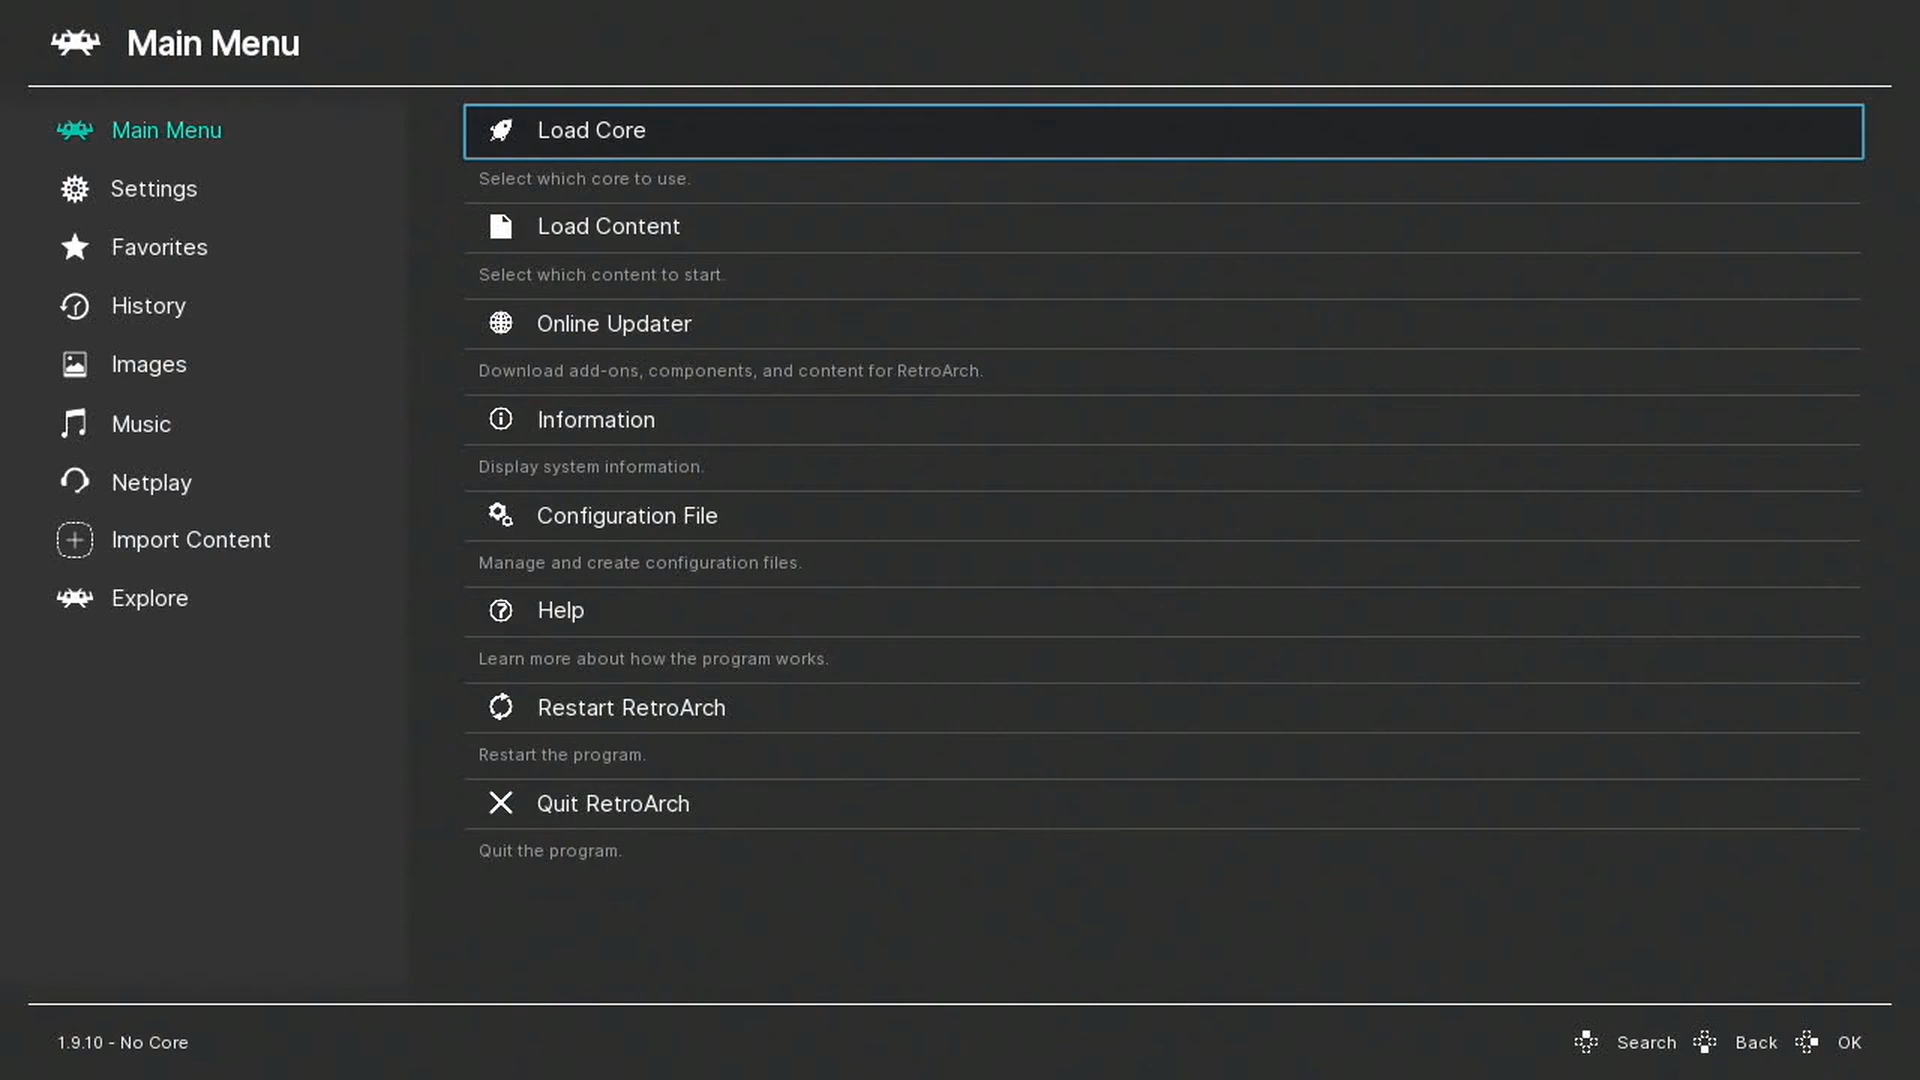 Main Menu
Main Menu
Settings
Favorites
History
Images
Music
Netplay
Import Content
Explore
Load Core
Select which core to use.
Load Content
Select which content to start.
Online Updater
Download add-ons, components, and content for RetroArch.
Information
Display system information.
Configuration File
Manage and create configuration files.
Help
Learn more about how the program works.
Restart RetroArch
Restart the program.
Quit RetroArch
Quit the program.
1.9.10 - No Core
Search Back OK